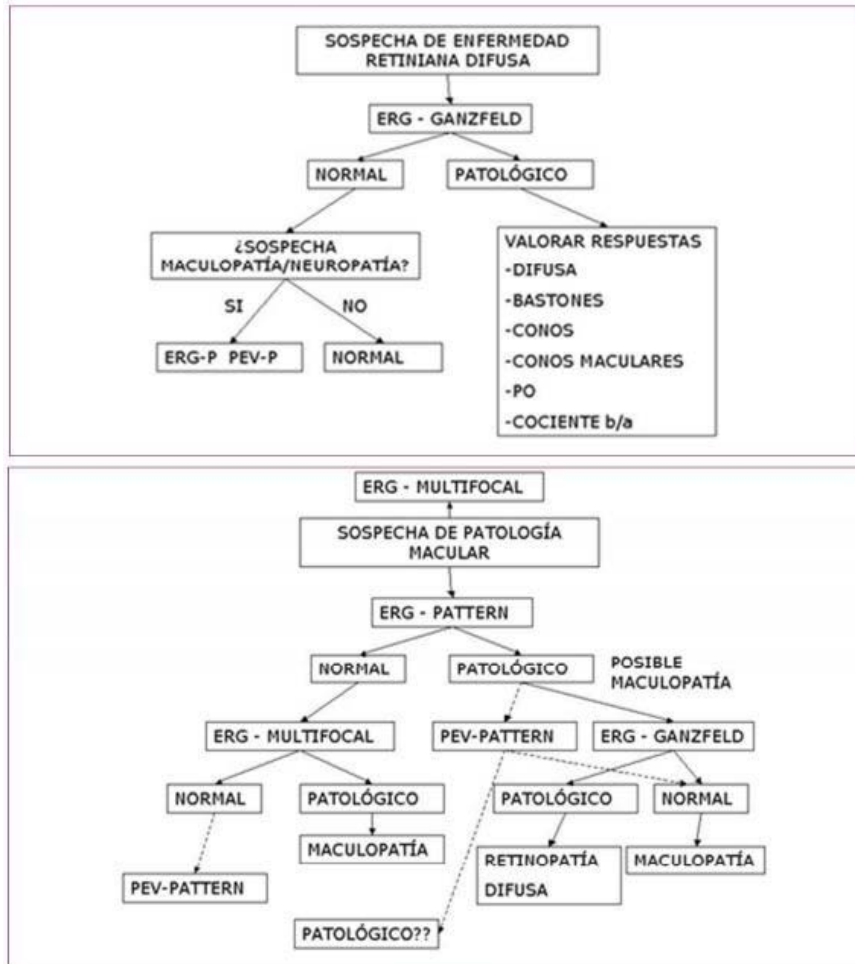 SOSPECHA DE ENFERMEDAD
RETINIANA DIFUSA
ERG - GANZFELD
NORMAL
PATOLÓGICO
¿SOSPECHA
MACULOPATÍA/NEUROPATÍA?
SI
NO
ERG-P PEV-P
NORMAL
VALORAR RESPUESTAS
-DIFUSA
-BASTONES
-CONOS
-CONOS MACULARES
-PO
-COCIENTE b/a
ERG - MULTIFOCAL
SOSPECHA DE PATOLOGÍA
MACULAR
ERG - PATTERN
NORMAL
PATOLÓGICO
POSIBLE
MACULOPATÍA
ERG - MULTIFOCAL
PEV-PATTERN
ERG - GANZFELD
NORMAL
PATOLÓGICO
PATOLÓGICO
NORMAL
MACULOPATÍA
RETINOPATÍA
DIFUSA
MACULOPATÍA
PEV-PATTERN
PATOLÓGICO??